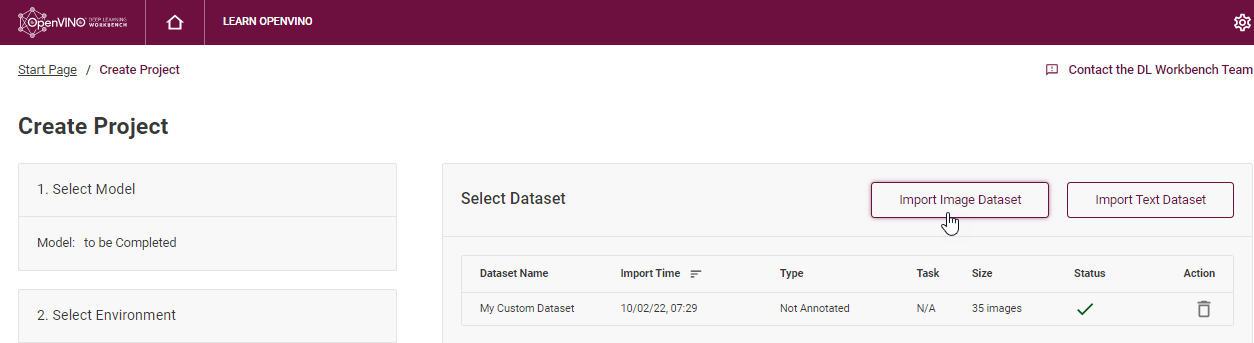 OpenVINO DEEP LEARNING WORKBENCH
LEARN OPENVINO
Start Page / Create Project
Contact the DL Workbench Team
Create Project
1. Select Model
Model: to be Completed
2. Select Environment
Select Dataset
Import Image Dataset
Import Text Dataset
Dataset Name Import Time Type Task Size Status Action
My Custom Dataset 10/02/22, 07:29 Not Annotated N/A 35 images